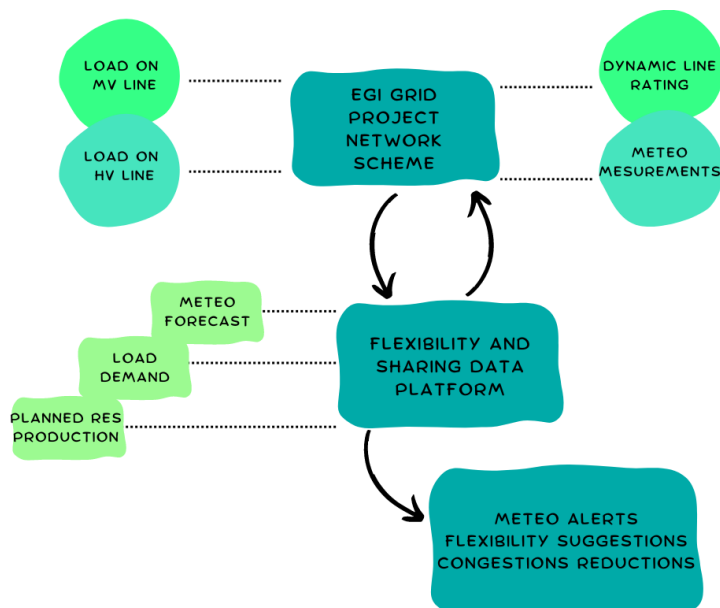 LOAD ON
MV LINE
EGI GRID
PROJECT
NETWORK
SCHEME
DYNAMIC LINE
RATING
LOAD ON
HV LINE
METEO
MESUREMENTS
METEO
FORECAST
LOAD
DEMAND
PLANNED RES
PRODUCTION
FLEXIBILITY AND
SHARING DATA
PLATFORM
METEO ALERTS
FLEXIBILITY SUGGESTIONS
CONGESTIONS REDUCTIONS